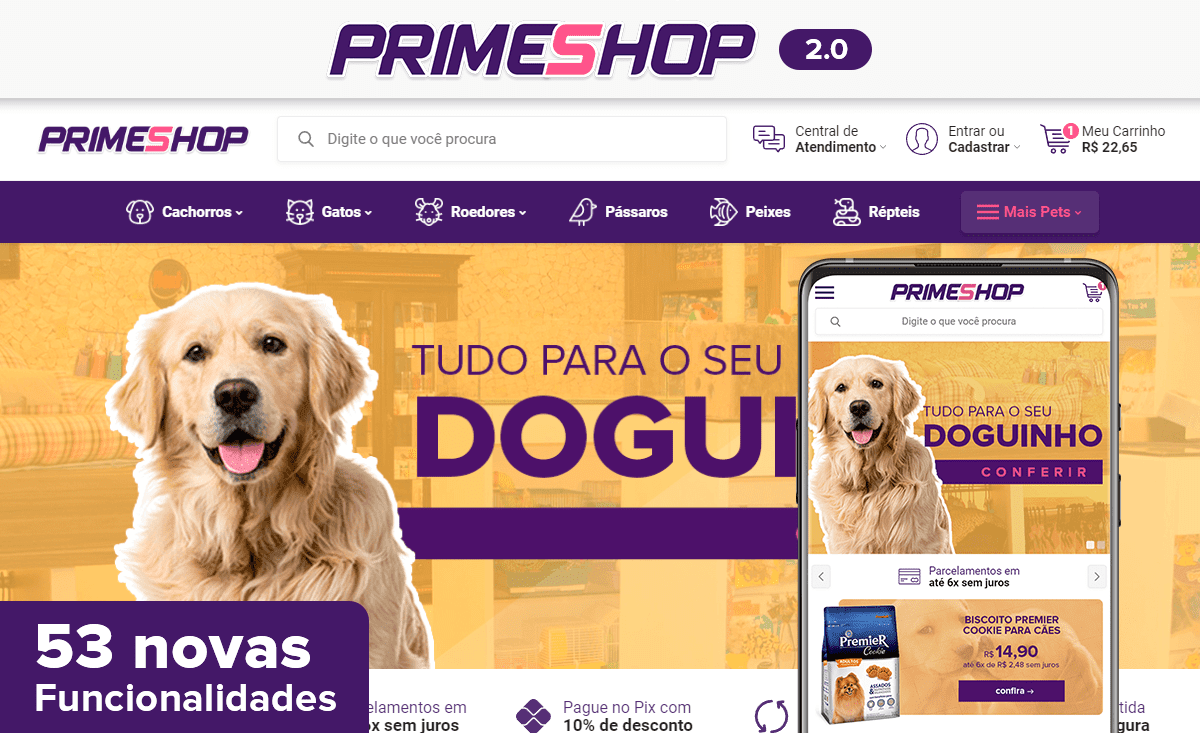 PRIMESHOP 2.0
PRIMESHOP
Digite o que você procura
Central de
Atendimento
Entrar ou
Cadastrar
1
Meu Carrinho
R$ 22,65
Cachorros
Gatos
Roedores
Pássaros
Peixes
Répteis
Mais Pets
TUDO PARA O SEU
DOGUI
PRIMESHOP
1
Digite o que você procura
TUDO PARA O SEU
DOGUINHO
CONFERIR
Parcelamentos em
até 6x sem juros
PremieR
Cookie
BISCOITO PREMIER
COOKIE PARA CÃES
R$ 14,90
até 6x de R$ 2,48 sem juros
confira →
53 novas
Funcionalidades
elamentos em
x sem juros
Pague no Pix com
10% de desconto
tida
gura